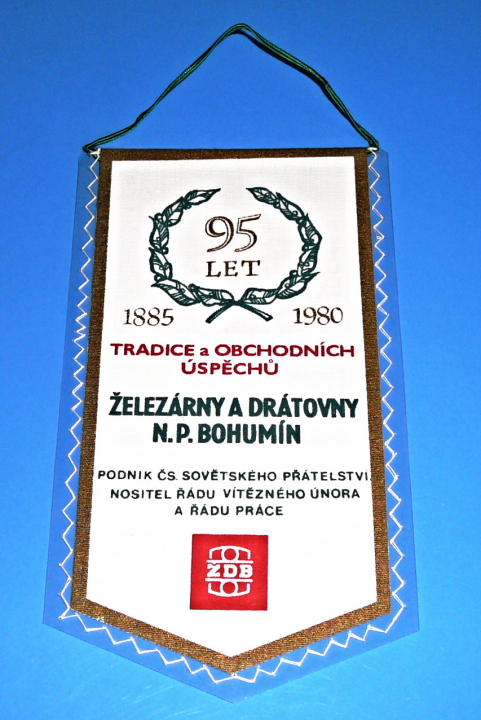 95
LET
1885 1980
TRADICE a OBCHODNÍCH
ÚSPĚCHŮ
ŽELEZÁRNY A DRÁTOVNY
N.P. BOHUMÍN
PODNIK ČS. SOVĚTSKÉHO PŘÁTELSTVÍ.
NOSITEL ŘÁDU VÍTĚZNÉHO ÚNORA
A ŘÁDU PRÁCE
ŽDB